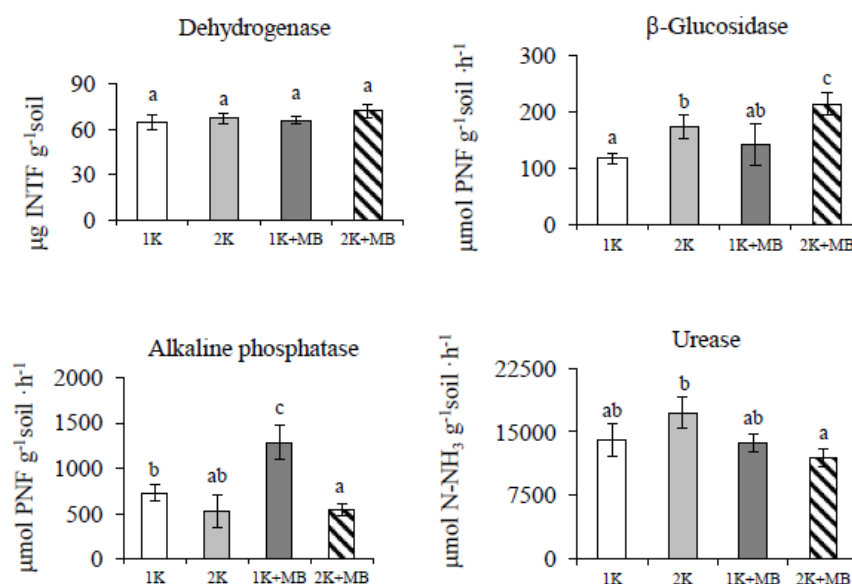 Dehydrogenase
µg INTF g⁻¹soil
90
60
30
0
a
a
a
a
1K
2K
1K+MB
2K+MB
β-Glucosidase
µmol PNF g⁻¹soil ·h⁻¹
300
200
100
0
a
b
ab
c
1K
2K
1K+MB
2K+MB
Alkaline phosphatase
µmol PNF g⁻¹soil ·h⁻¹
2000
1500
1000
500
0
b
ab
c
a
1K
2K
1K+MB
2K+MB
Urease
µmol N-NH₃ g⁻¹soil ·h⁻¹
22500
15000
7500
0
ab
b
ab
a
1K
2K
1K+MB
2K+MB